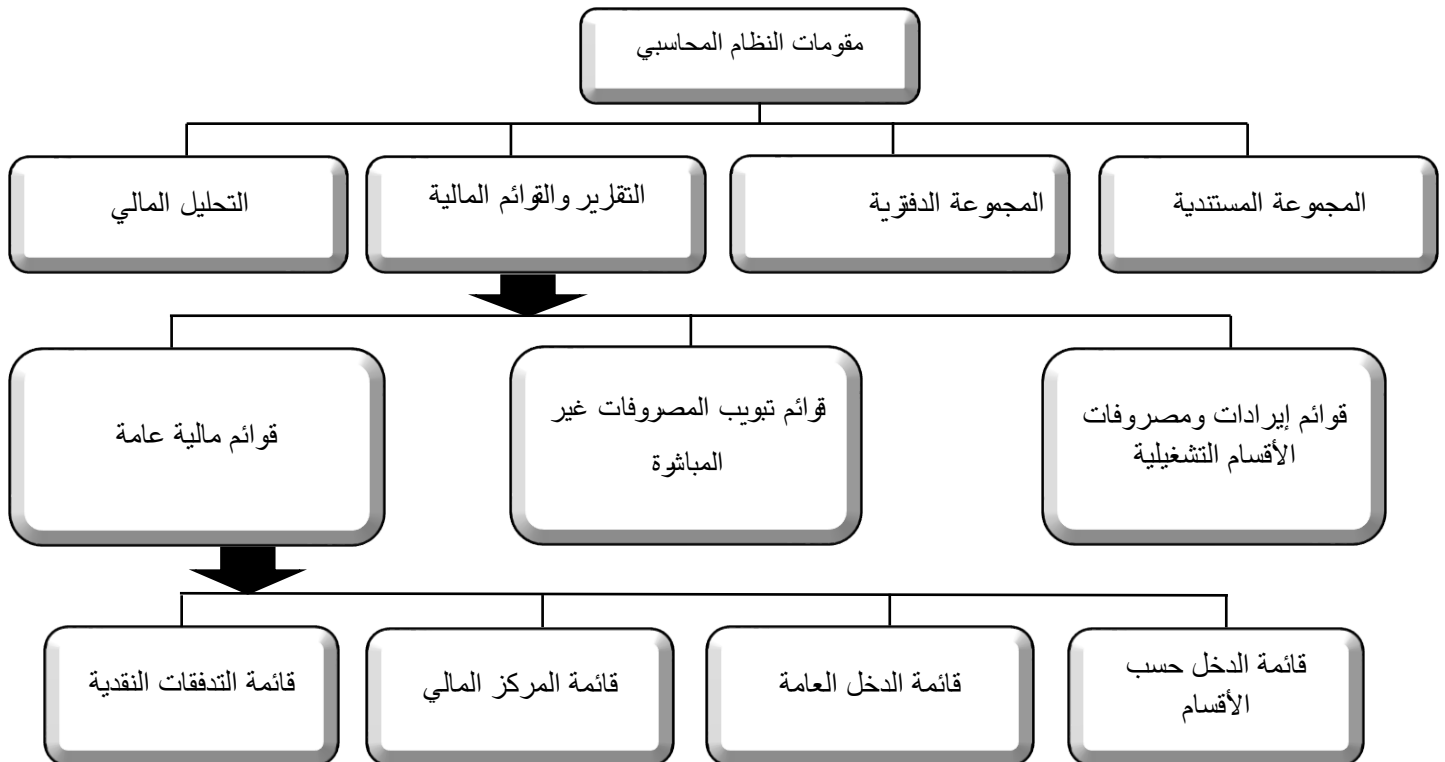 مقومات النظام المحاسبي
المجموعة المستندية
المجموعة الدفترية
التقارير والقوائم المالية
التحليل المالي
قوائم إيرادات ومصروفات
الأقسام التشغيلية
قوائم تبويب المصروفات غير
المباشرة
قوائم مالية عامة
قائمة الدخل حسب
الأقسام
قائمة الدخل العامة
قائمة المركز المالي
قائمة التدفقات النقدية